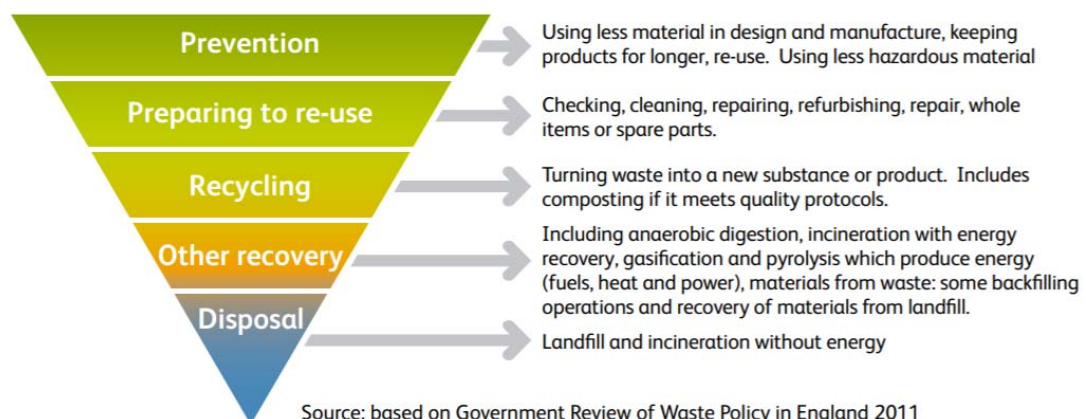 Prevention
Using less material in design and manufacture, keeping
products for longer, re-use.  Using less hazardous material
Preparing to re-use
Checking, cleaning, repairing, refurbishing, repair, whole
items or spare parts.
Recycling
Turning waste into a new substance or product.  Includes
composting if it meets quality protocols.
Other recovery
Including anaerobic digestion, incineration with energy
recovery, gasification and pyrolysis which produce energy
(fuels, heat and power), materials from waste: some backfilling
operations and recovery of materials from landfill.
Disposal
Landfill and incineration without energy
Source: based on Government Review of Waste Policy in England 2011